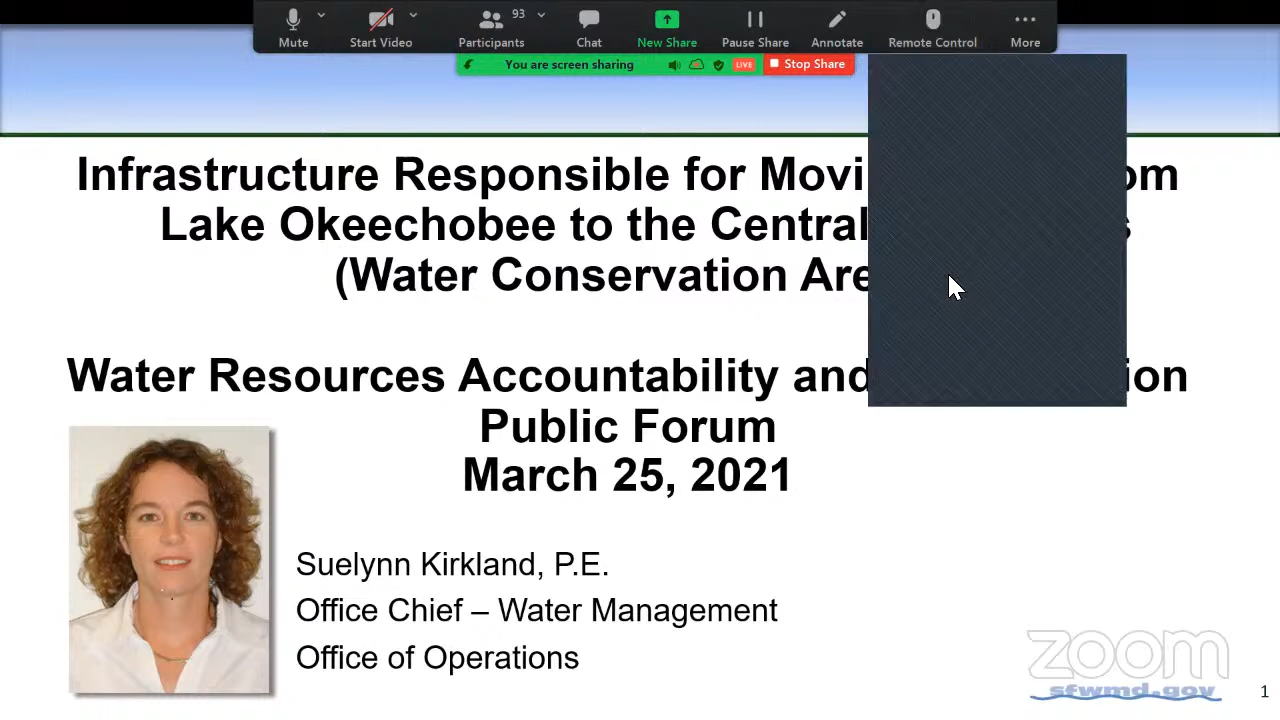 93
Mute Start Video Participants Chat New Share Pause Share Annotate Remote Control More
You are screen sharing LIVE Stop Share
Infrastructure Responsible for Movi om
Lake Okeechobee to the Central s
(Water Conservation Are
Water Resources Accountability and ion
Public Forum
March 25, 2021
Suelynn Kirkland, P.E.
Office Chief – Water Management
Office of Operations
zoom
sfwmd.gov
1